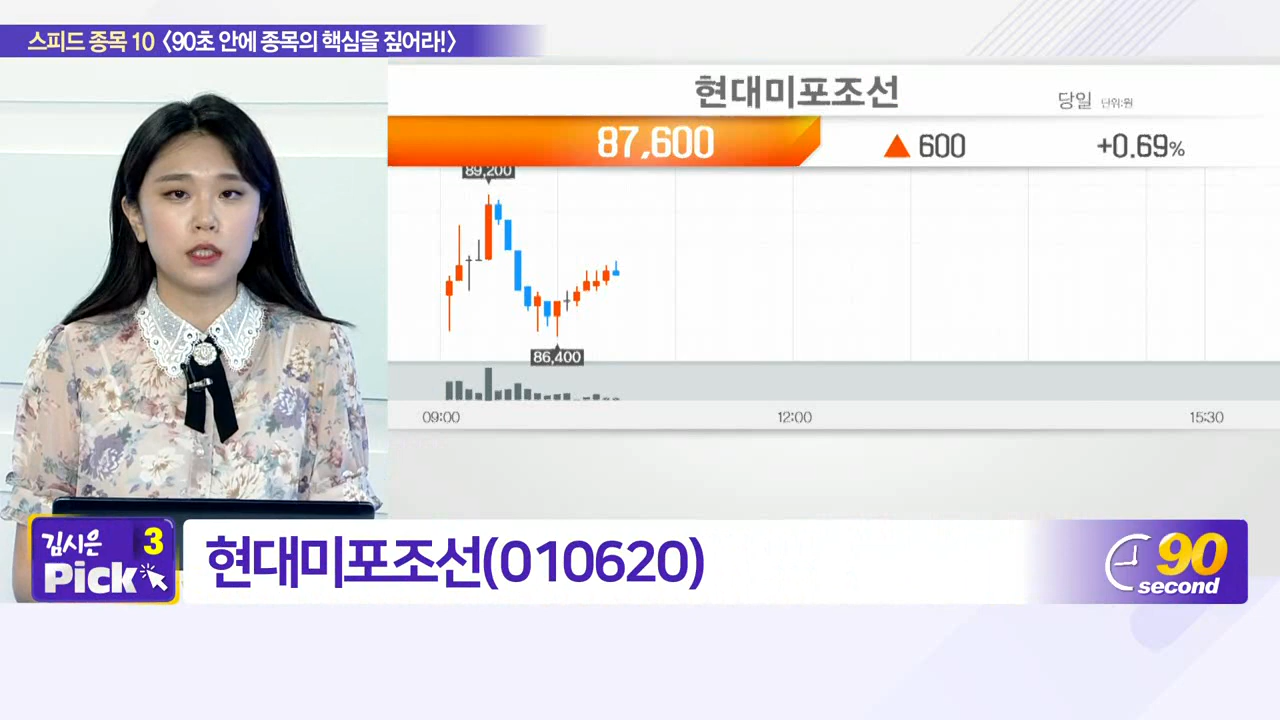 스피드 종목 10 〈90초 안에 종목의 핵심을 짚어라!〉
현대미포조선
당일 단위:원
87,600 ▲ 600 +0.69%
89,200
86,400
09:00 12:00 15:30
김시은 3
Pick
현대미포조선(010620)
90
second